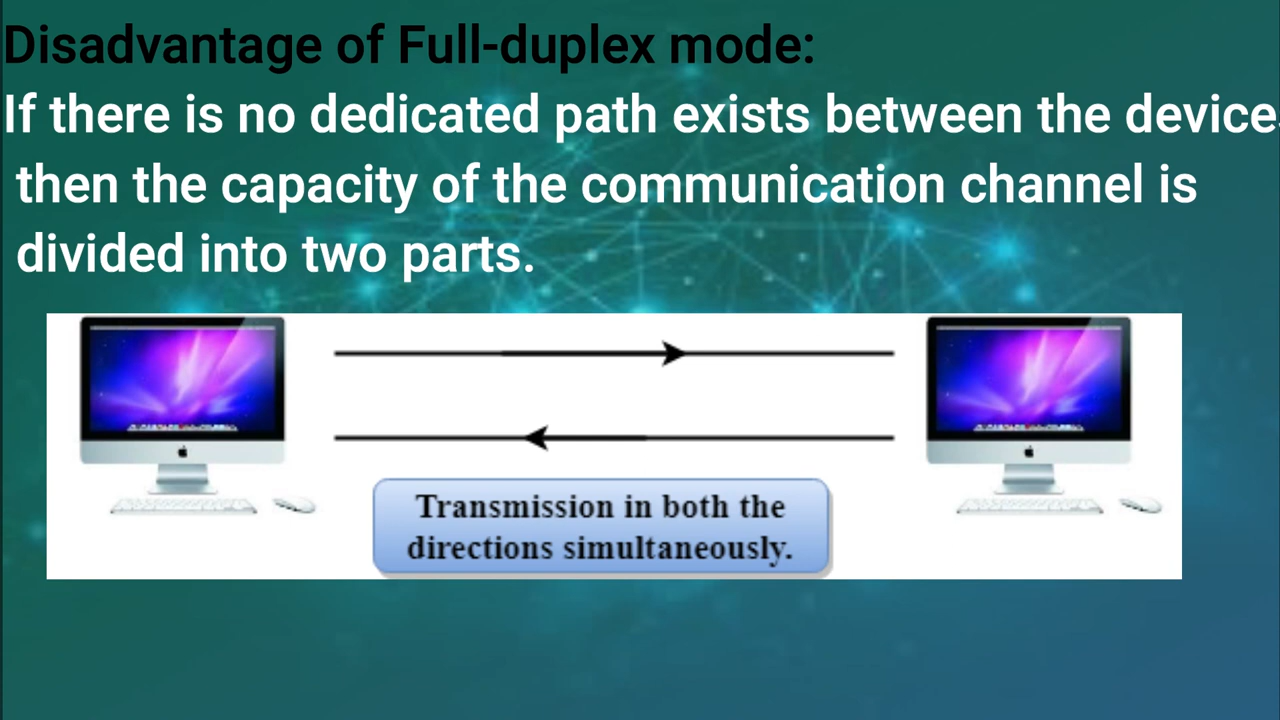 Disadvantage of Full-duplex mode:
If there is no dedicated path exists between the device
then the capacity of the communication channel is
divided into two parts.
Transmission in both the
directions simultaneously.